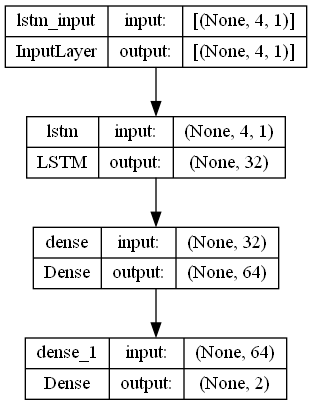 lstm_input input: [(None, 4, 1)]
InputLayer output: [(None, 4, 1)]
lstm input: (None, 4, 1)
LSTM output: (None, 32)
dense input: (None, 32)
Dense output: (None, 64)
dense_1 input: (None, 64)
Dense output: (None, 2)